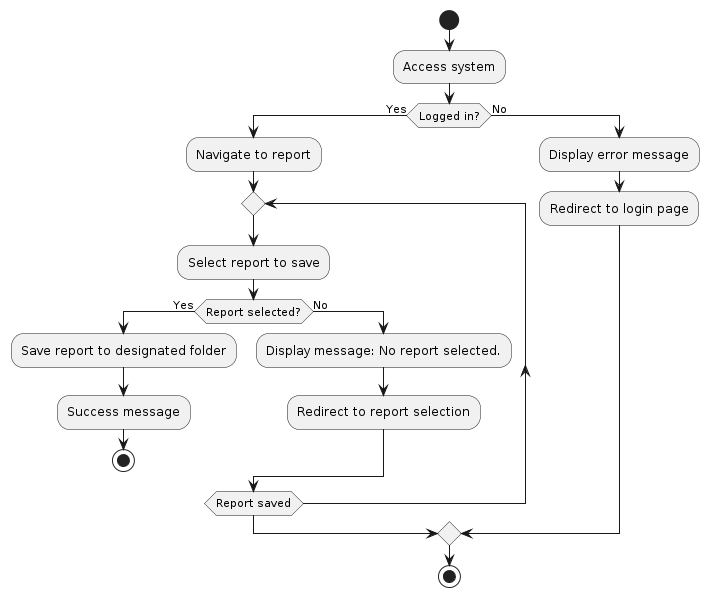 Access system
Yes
Logged in?
No
Navigate to report
Display error message
Redirect to login page
Select report to save
Yes
Report selected?
No
Save report to designated folder
Display message: No report selected.
Success message
Redirect to report selection
Report saved